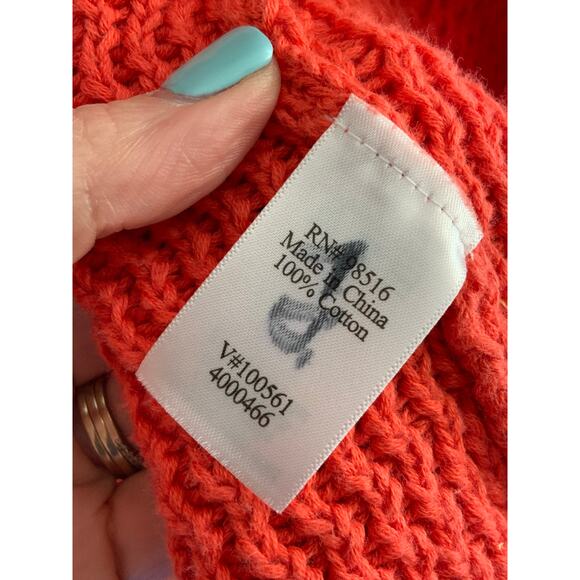 RN# 98516
Made in China
100% Cotton
V#100561
4000466